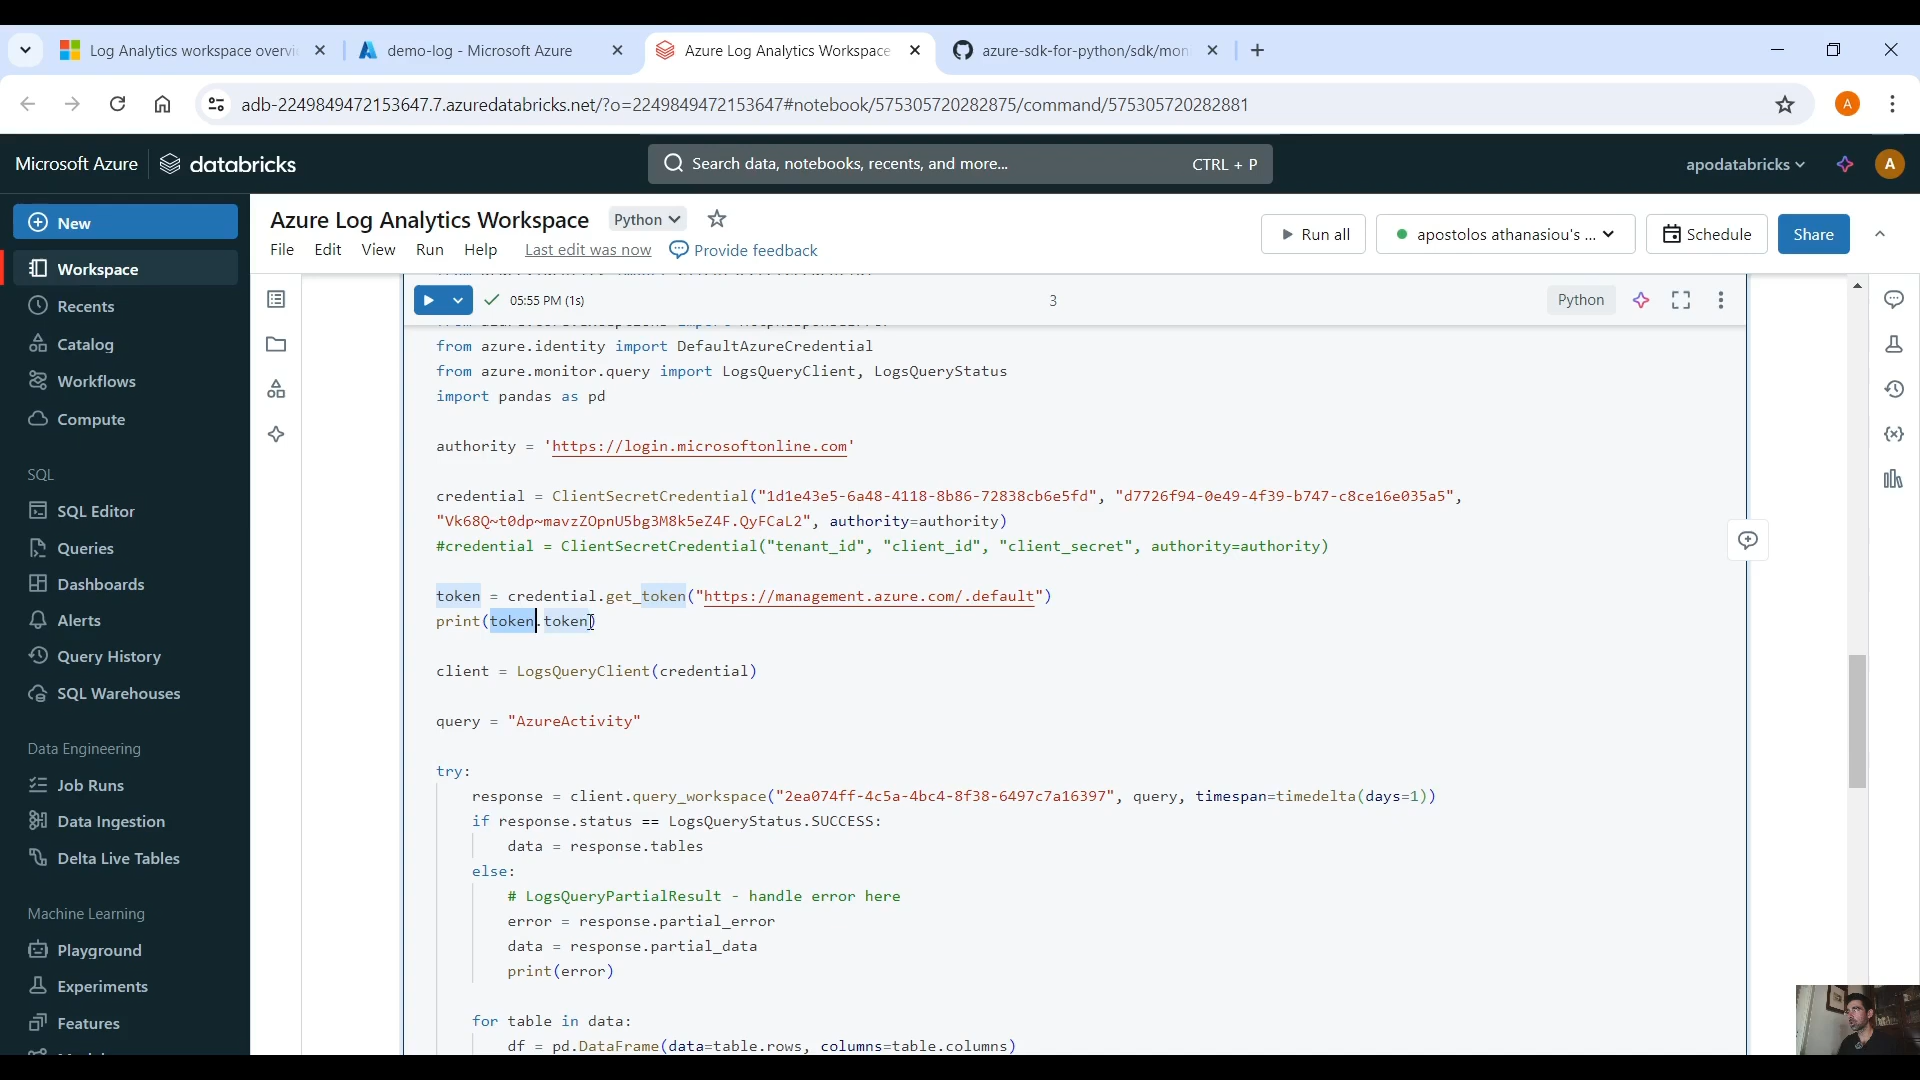 Log Analytics workspace overvi
demo-log - Microsoft Azure
Azure Log Analytics Workspace
azure-sdk-for-python/sdk/mon
adb-2249849472153647.7.azuredatabricks.net/?o=2249849472153647#notebook/575305720282875/command/575305720282881
A
Microsoft Azure databricks
Search data, notebooks, recents, and more... CTRL + P
apodatabricks
A
New
Workspace
Recents
Catalog
Workflows
Compute
SQL
SQL Editor
Queries
Dashboards
Alerts
Query History
SQL Warehouses
Data Engineering
Job Runs
Data Ingestion
Delta Live Tables
Machine Learning
Playground
Experiments
Features
Azure Log Analytics Workspace Python
File Edit View Run Help Last edit was now Provide feedback
Run all apostolos athanasiou's ... Schedule Share
05:55 PM (1s) 3 Python
from azure.identity import DefaultAzureCredential
from azure.monitor.query import LogsQueryClient, LogsQueryStatus
import pandas as pd
authority = 'https://login.microsoftonline.com'
credential = ClientSecretCredential("1d1e43e5-6a48-4118-8b86-72838cb6e5fd", "d7726f94-0e49-4f39-b747-c8ce16e035a5",
"Vk68Q~t0dp~mavzZOpnU5bg3M8k5eZ4F.QyFCaL2", authority=authority)
#credential = ClientSecretCredential("tenant_id", "client_id", "client_secret", authority=authority)
token = credential.get_token("https://management.azure.com/.default")
print(token.token)
client = LogsQueryClient(credential)
query = "AzureActivity"
try:
response = client.query_workspace("2ea074ff-4c5a-4bc4-8f38-6497c7a16397", query, timespan=timedelta(days=1))
if response.status == LogsQueryStatus.SUCCESS:
data = response.tables
else:
# LogsQueryPartialResult - handle error here
error = response.partial_error
data = response.partial_data
print(error)
for table in data:
df = pd.DataFrame(data=table.rows, columns=table.columns)